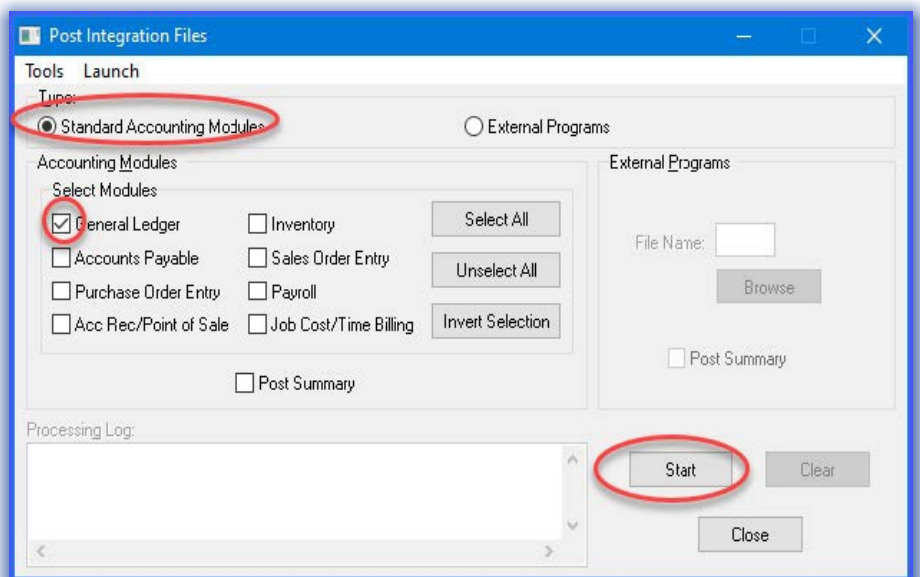 Post Integration Files
Tools Launch
Type:
Standard Accounting Modules
External Programs
Accounting Modules
Select Modules
General Ledger
Inventory
Select All
Accounts Payable
Sales Order Entry
Unselect All
Purchase Order Entry
Payroll
Acc Rec/Point of Sale
Job Cost/Time Billing
Invert Selection
Post Summary
External Programs
File Name:
Browse
Post Summary
Processing Log:
Start
Clear
Close